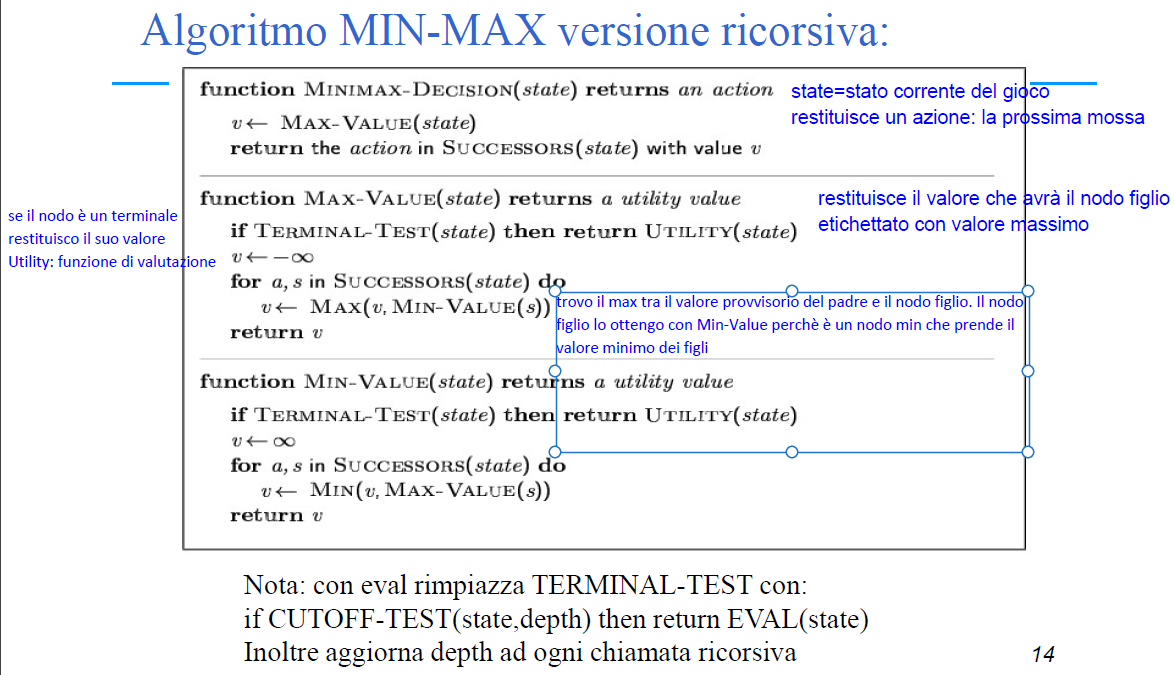 Algoritmo MIN-MAX versione ricorsiva:
function MINIMAX-DECISION(state) returns an action
v← MAX-VALUE(state)
return the action in SUCCESSORS(state) with value v
state=stato corrente del gioco
restituisce un azione: la prossima mossa
function MAX-VALUE(state) returns a utility value
if TERMINAL-TEST(state) then return UTILITY(state)
v← −∞
for a, s in SUCCESSORS(state) do
v← MAX(v, MIN-VALUE(s))
return v
restituisce il valore che avrà il nodo figlio
etichettato con valore massimo
se il nodo è un terminale
restituisco il suo valore
Utility: funzione di valutazione
trovo il max tra il valore provvisorio del padre e il nodo figlio. Il nodo
figlio lo ottengo con Min-Value perchè è un nodo min che prende il
valore minimo dei figli
function MIN-VALUE(state) returns a utility value
if TERMINAL-TEST(state) then return UTILITY(state)
v← ∞
for a, s in SUCCESSORS(state) do
v← MIN(v, MAX-VALUE(s))
return v
Nota: con eval rimpiazza TERMINAL-TEST con:
if CUTOFF-TEST(state,depth) then return EVAL(state)
Inoltre aggiorna depth ad ogni chiamata ricorsiva
14